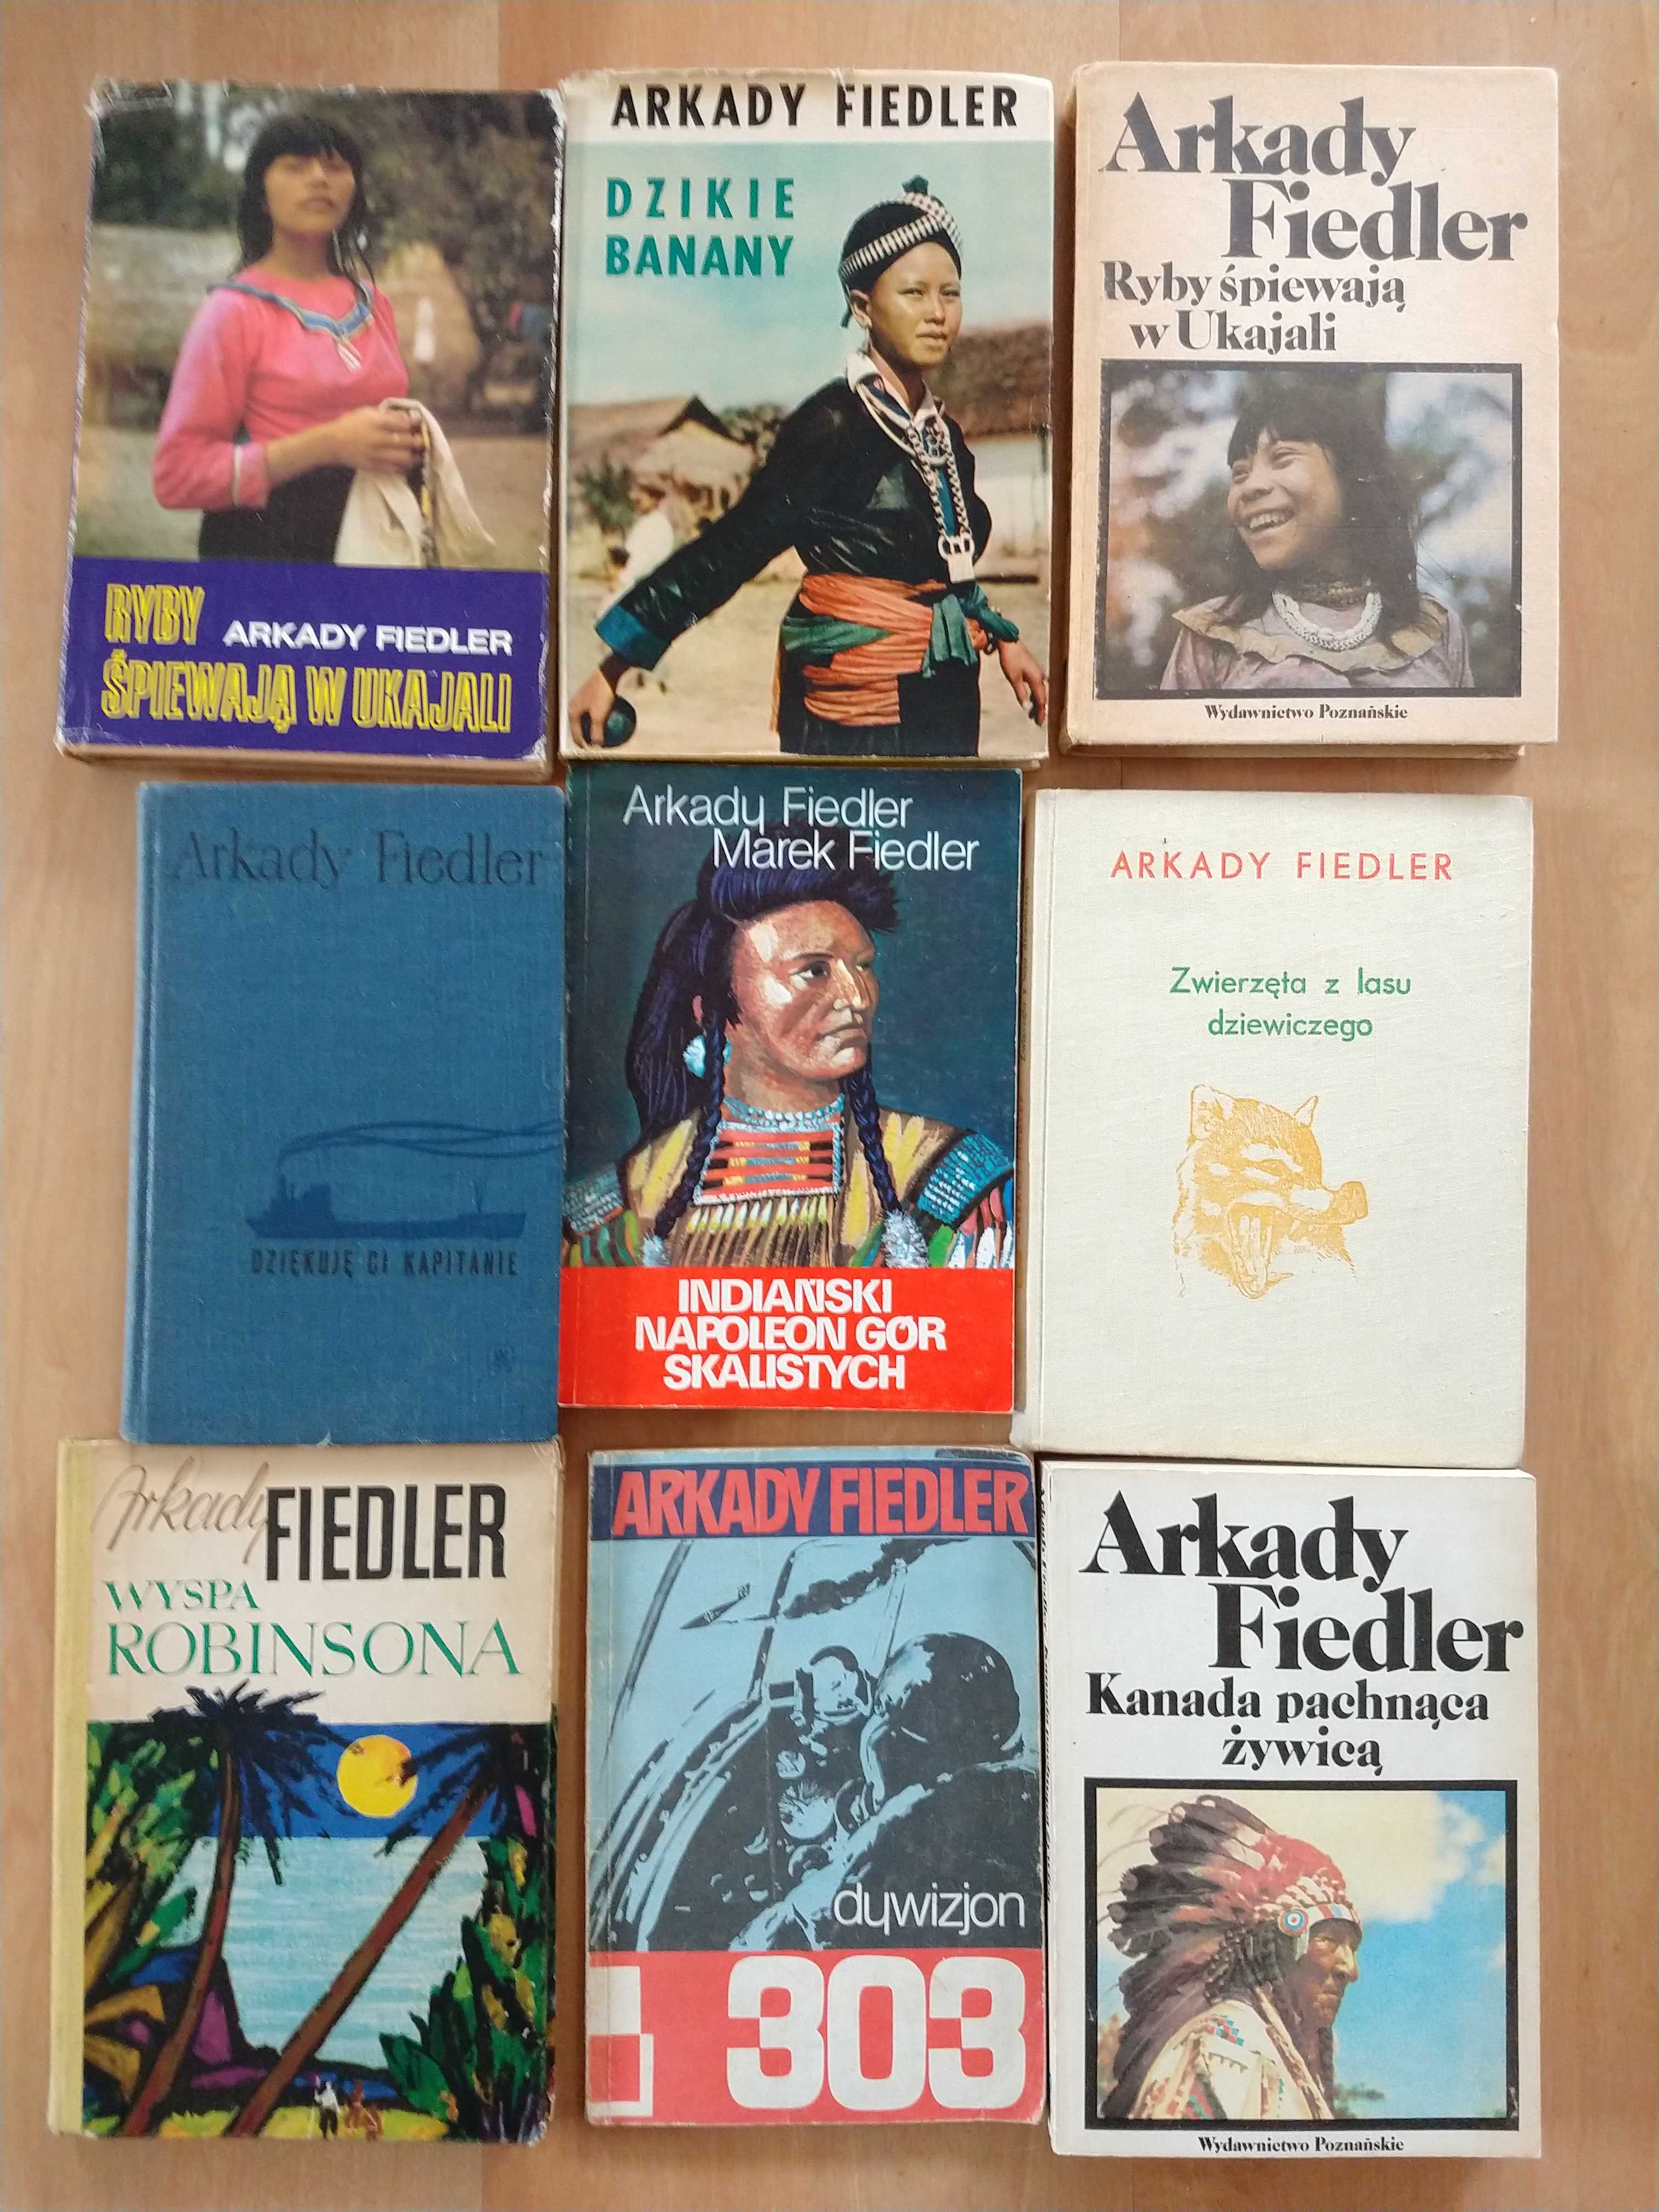 RYBY
ARKADY FIEDLER
ŚPIEWAJĄ W UKAJALI
ARKADY FIEDLER
DZIKIE
BANANY
Arkady
Fiedler
Ryby śpiewają
w Ukajali
Wydawnictwo Poznańskie
Arkady Fiedler
DZIĘKUJĘ CI KAPITANIE
Arkady Fiedler
Marek Fiedler
INDIAŃSKI
NAPOLEON GÓR
SKALISTYCH
ARKADY FIEDLER
Zwierzęta z lasu
dziewiczego
Arkady FIEDLER
WYSPA
ROBINSONA
ARKADY FIEDLER
dywizjon
303
Arkady
Fiedler
Kanada pachnąca
żywicą
Wydawnictwo Poznańskie